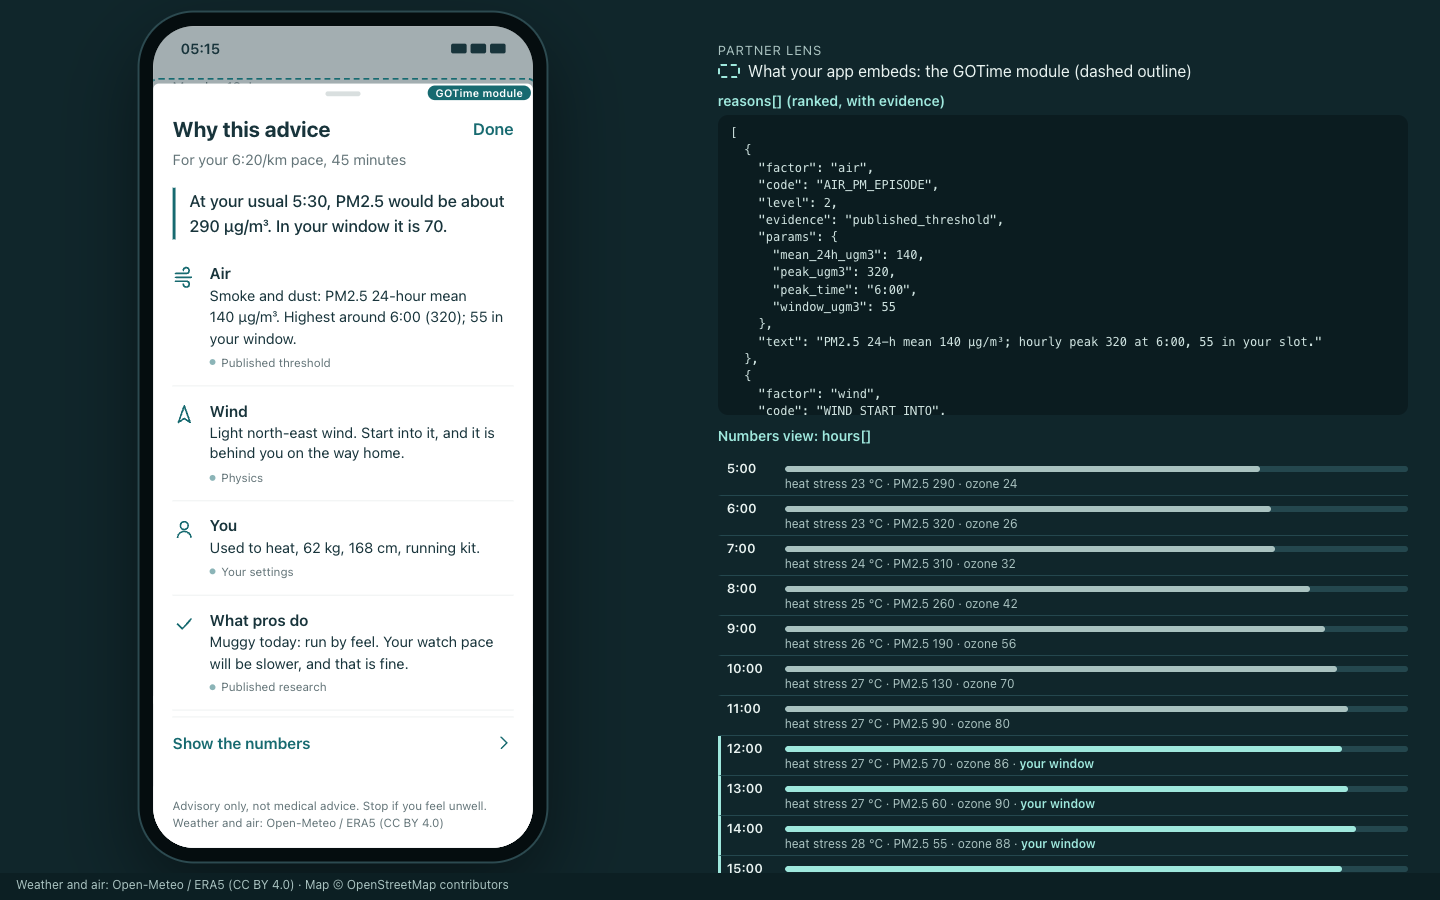 05:15
GOTime module
Why this advice
Done
For your 6:20/km pace, 45 minutes
At your usual 5:30, PM2.5 would be about
290 µg/m³. In your window it is 70.
Air
Smoke and dust: PM2.5 24-hour mean
140 µg/m³. Highest around 6:00 (320); 55 in
your window.
Published threshold
Wind
Light north-east wind. Start into it, and it is
behind you on the way home.
Physics
You
Used to heat, 62 kg, 168 cm, running kit.
Your settings
What pros do
Muggy today: run by feel. Your watch pace
will be slower, and that is fine.
Published research
Show the numbers
Advisory only, not medical advice. Stop if you feel unwell.
Weather and air: Open-Meteo / ERA5 (CC BY 4.0)
PARTNER LENS
What your app embeds: the GOTime module (dashed outline)
reasons[] (ranked, with evidence)
[
{
"factor": "air",
"code": "AIR_PM_EPISODE",
"level": 2,
"evidence": "published_threshold",
"params": {
"mean_24h_ugm3": 140,
"peak_ugm3": 320,
"peak_time": "6:00",
"window_ugm3": 55
},
"text": "PM2.5 24-h mean 140 µg/m³; hourly peak 320 at 6:00, 55 in your slot."
},
{
"factor": "wind",
"code": "WIND_START_INTO",
Numbers view: hours[]
5:00
heat stress 23 °C · PM2.5 290 · ozone 24
6:00
heat stress 23 °C · PM2.5 320 · ozone 26
7:00
heat stress 24 °C · PM2.5 310 · ozone 32
8:00
heat stress 25 °C · PM2.5 260 · ozone 42
9:00
heat stress 26 °C · PM2.5 190 · ozone 56
10:00
heat stress 27 °C · PM2.5 130 · ozone 70
11:00
heat stress 27 °C · PM2.5 90 · ozone 80
12:00
heat stress 27 °C · PM2.5 70 · ozone 86 · your window
13:00
heat stress 27 °C · PM2.5 60 · ozone 90 · your window
14:00
heat stress 28 °C · PM2.5 55 · ozone 88 · your window
15:00
Weather and air: Open-Meteo / ERA5 (CC BY 4.0) · Map © OpenStreetMap contributors